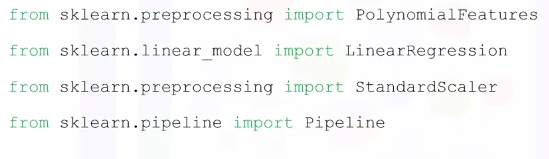 from sklearn.preprocessing import PolynomialFeatures
from sklearn.linear_model import LinearRegression
from sklearn.preprocessing import StandardScaler
from sklearn.pipeline import Pipeline